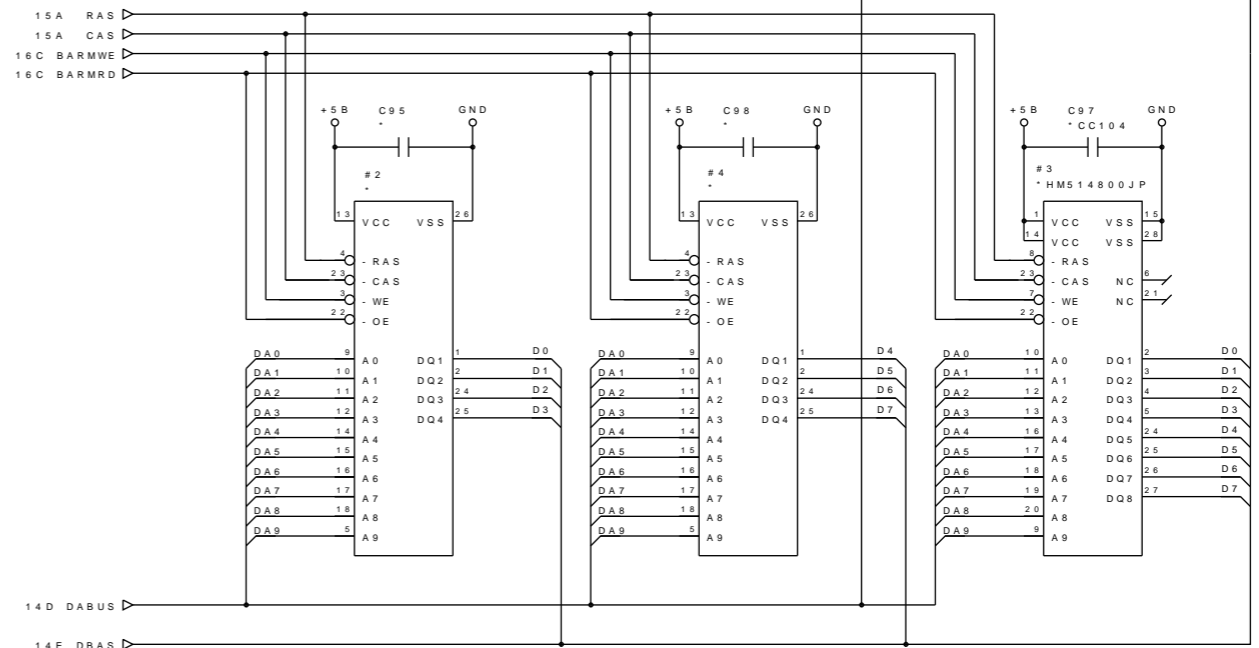 15A RAS
15A CAS
16C BARMWE
16C BARMRD
+5B C95 GND
*
+5B C98 GND
*
+5B C97 GND
* CC104
#2
*
#4
*
#3
* HM514800JP
13 VCC VSS 26
4 - RAS
23 - CAS
3 - WE
22 - OE
DA0 9 A0 DQ1 1 D0
DA1 10 A1 DQ2 2 D1
DA2 11 A2 DQ3 24 D2
DA3 12 A3 DQ4 25 D3
DA4 14 A4
DA5 15 A5
DA6 16 A6
DA7 17 A7
DA8 18 A8
DA9 5 A9
13 VCC VSS 26
4 - RAS
23 - CAS
3 - WE
22 - OE
DA0 9 A0 DQ1 1 D4
DA1 10 A1 DQ2 2 D5
DA2 11 A2 DQ3 24 D6
DA3 12 A3 DQ4 25 D7
DA4 14 A4
DA5 15 A5
DA6 16 A6
DA7 17 A7
DA8 18 A8
DA9 5 A9
1 VCC VSS 15
14 VCC VSS 28
8 - RAS
23 - CAS NC 6
7 - WE NC 21
22 - OE
DA0 10 A0 DQ1 2 D0
DA1 11 A1 DQ2 3 D1
DA2 12 A2 DQ3 4 D2
DA3 13 A3 DQ4 5 D3
DA4 16 A4 DQ5 24 D4
DA5 17 A5 DQ6 25 D5
DA6 18 A6 DQ7 26 D6
DA7 19 A7 DQ8 27 D7
DA8 20 A8
DA9 9 A9
14D DABUS
14E DBAS